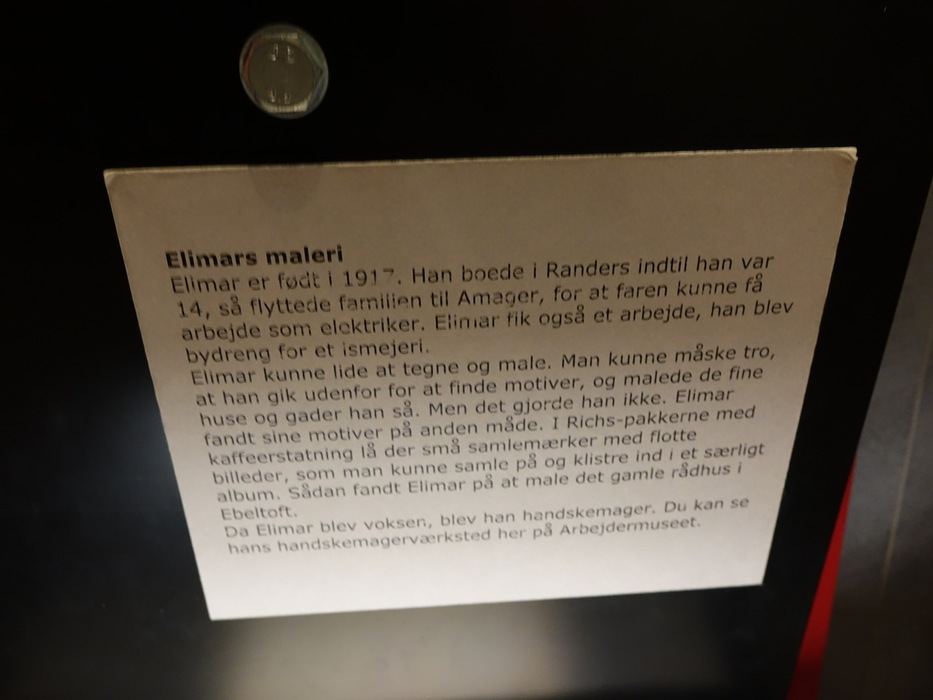 Elimars maleri
Elimar er født i 1917. Han boede i Randers indtil han var
14, så flyttede familien til Amager, for at faren kunne få
arbejde som elektriker. Elimar fik også et arbejde, han blev
bydreng for et ismejeri.
Elimar kunne lide at tegne og male. Man kunne måske tro,
at han gik udenfor for at finde motiver, og malede de fine
huse og gader han så. Men det gjorde han ikke. Elimar
fandt sine motiver på anden måde. I Richs-pakkerne med
kaffeerstatning lå der små samlemærker med flotte
billeder, som man kunne samle på og klistre ind i et særligt
album. Sådan fandt Elimar på at male det gamle rådhus i
Ebeltoft.
Da Elimar blev voksen, blev han handskemager. Du kan se
hans handskemagerværksted her på Arbejdermuseet.